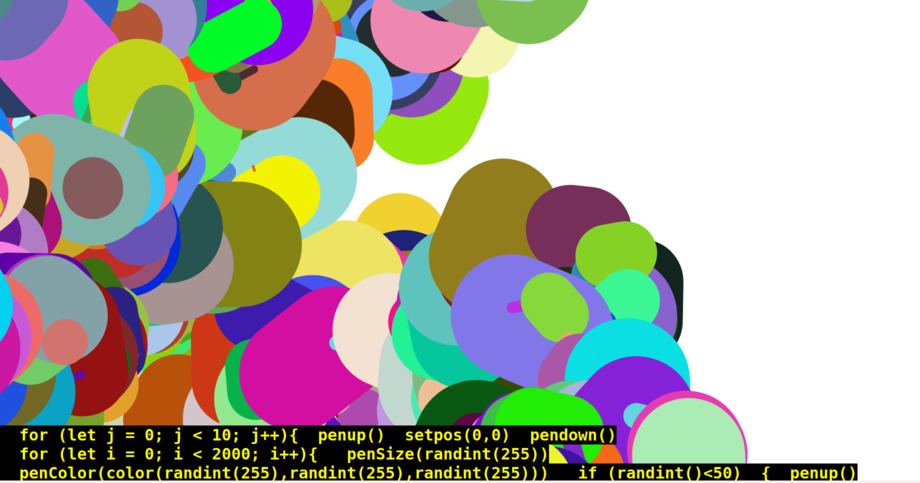 for (let j = 0; j < 10; j++){  penup()  setpos(0,0)  pendown()
for (let i = 0; i < 2000; i++){   penSize(randint(255))
penColor(color(randint(255),randint(255),randint(255)))   if (randint()<50)  {  penup()